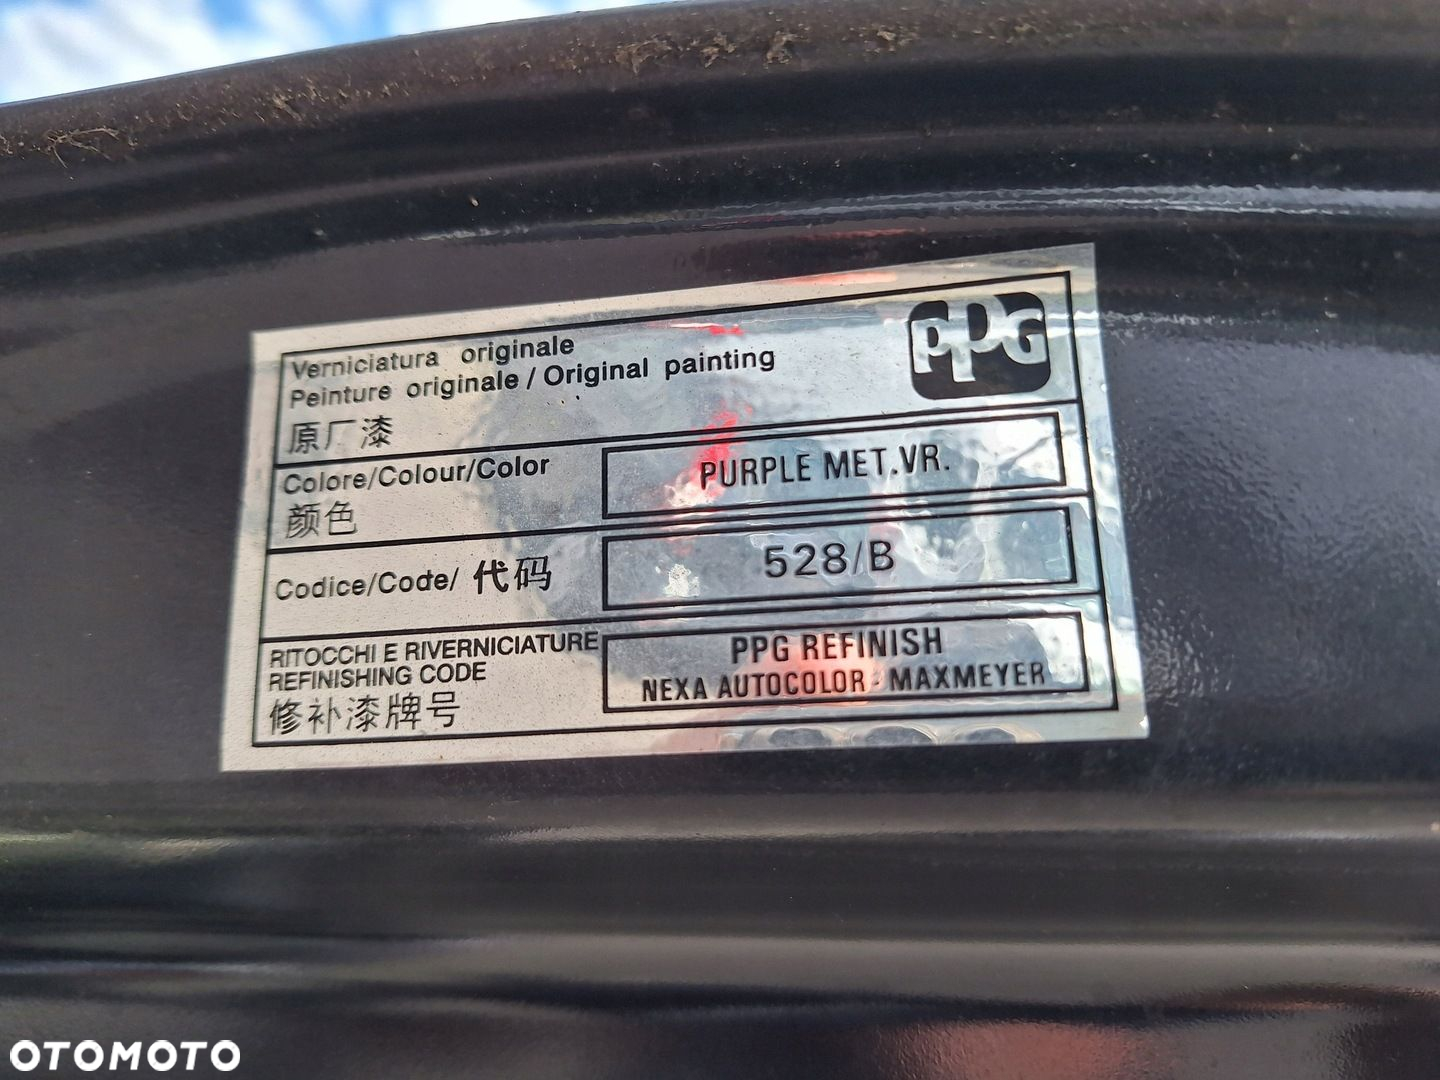 Verniciatura originale
Peinture originale / Original painting
原厂漆
PPG
Colore/Colour/Color
颜色
PURPLE MET.VR.
Codice/Code/ 代码
528/B
RITOCCHI E RIVERNICIATURE
REFINISHING CODE
修补漆牌号
PPG REFINISH
NEXA AUTOCOLOR - MAXMEYER
OTOMOTO